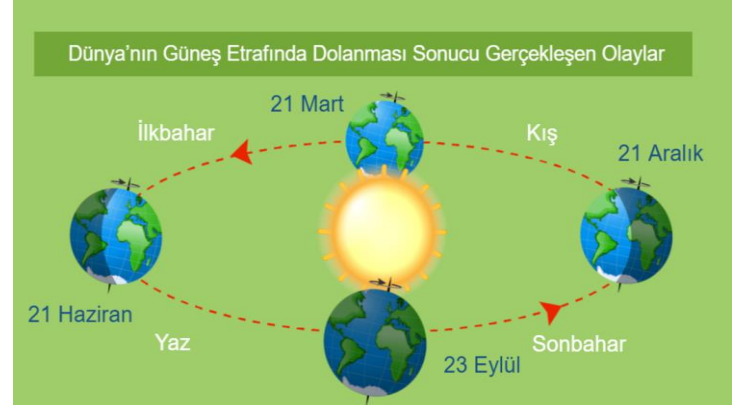 Dünya'nın Güneş Etrafında Dolanması Sonucu Gerçekleşen Olaylar
21 Mart
İlkbahar
Kış
21 Aralık
21 Haziran
Yaz
Sonbahar
23 Eylül